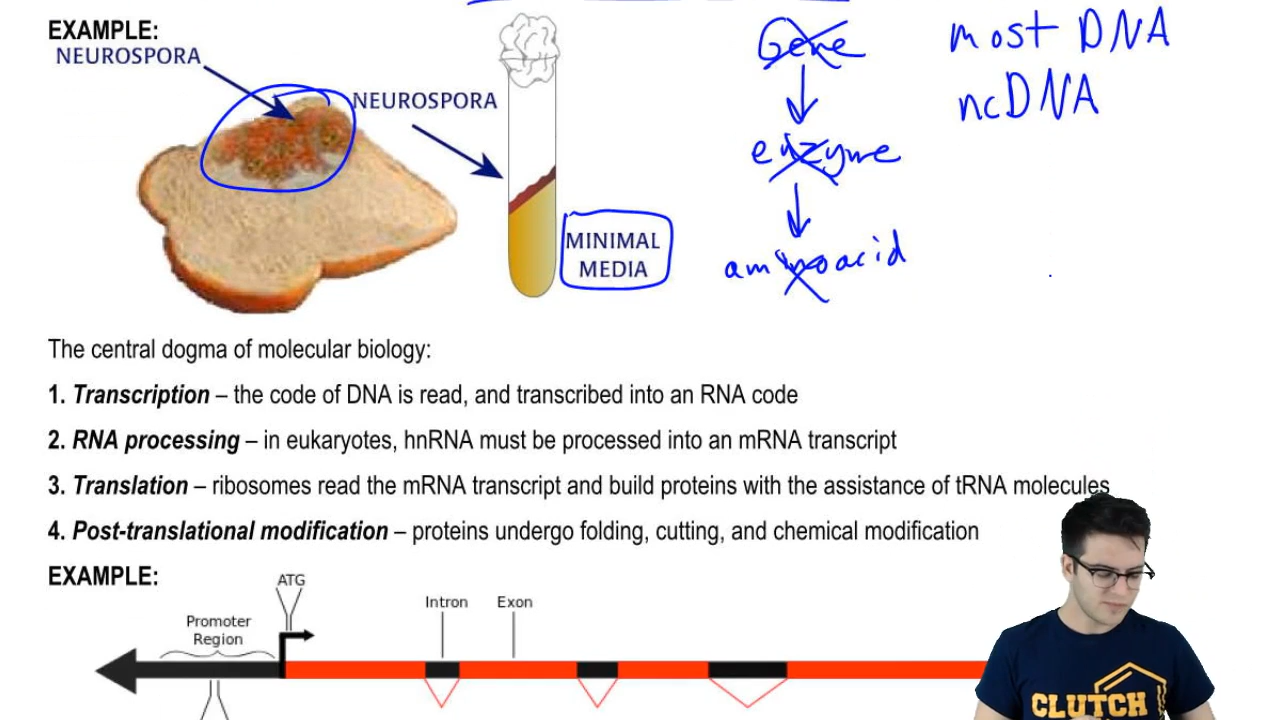 EXAMPLE:
NEUROSPORA
NEUROSPORA
MINIMAL
MEDIA
Gene
enzyme
amino acid
most DNA
ncDNA
The central dogma of molecular biology:
1. Transcription – the code of DNA is read, and transcribed into an RNA code
2. RNA processing – in eukaryotes, hnRNA must be processed into an mRNA transcript
3. Translation – ribosomes read the mRNA transcript and build proteins with the assistance of tRNA molecules
4. Post-translational modification – proteins undergo folding, cutting, and chemical modification
EXAMPLE:
ATG
Promoter
Region
Intron
Exon
CLUTCH